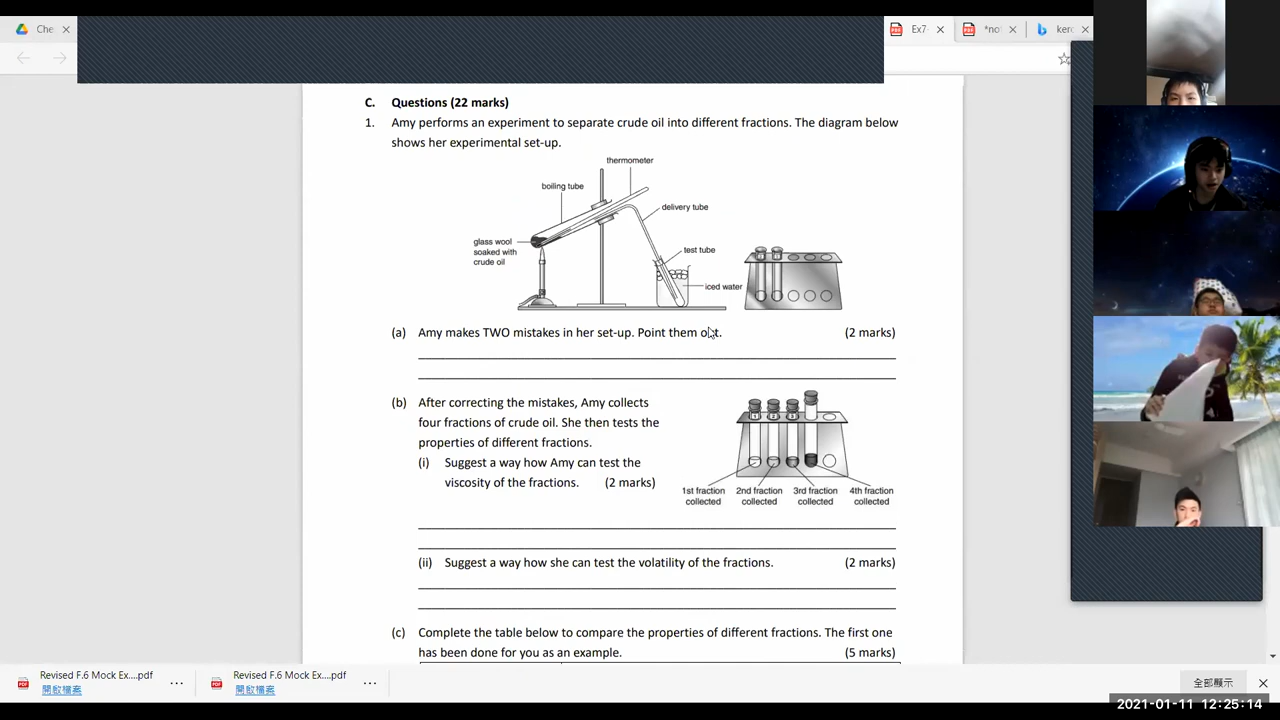 Che
Ex7-
*no
kerc
C. Questions (22 marks)
1. Amy performs an experiment to separate crude oil into different fractions. The diagram below
shows her experimental set-up.
thermometer
boiling tube
delivery tube
glass wool
soaked with
crude oil
test tube
iced water
(a) Amy makes TWO mistakes in her set-up. Point them out. (2 marks)
(b) After correcting the mistakes, Amy collects
four fractions of crude oil. She then tests the
properties of different fractions.
(i) Suggest a way how Amy can test the
viscosity of the fractions. (2 marks)
1st fraction
collected
2nd fraction
collected
3rd fraction
collected
4th fraction
collected
(ii) Suggest a way how she can test the volatility of the fractions. (2 marks)
(c) Complete the table below to compare the properties of different fractions. The first one
has been done for you as an example. (5 marks)
Revised F.6 Mock Ex....pdf
開啟檔案
Revised F.6 Mock Ex....pdf
開啟檔案
全部顯示
2021-01-11 12:25:14